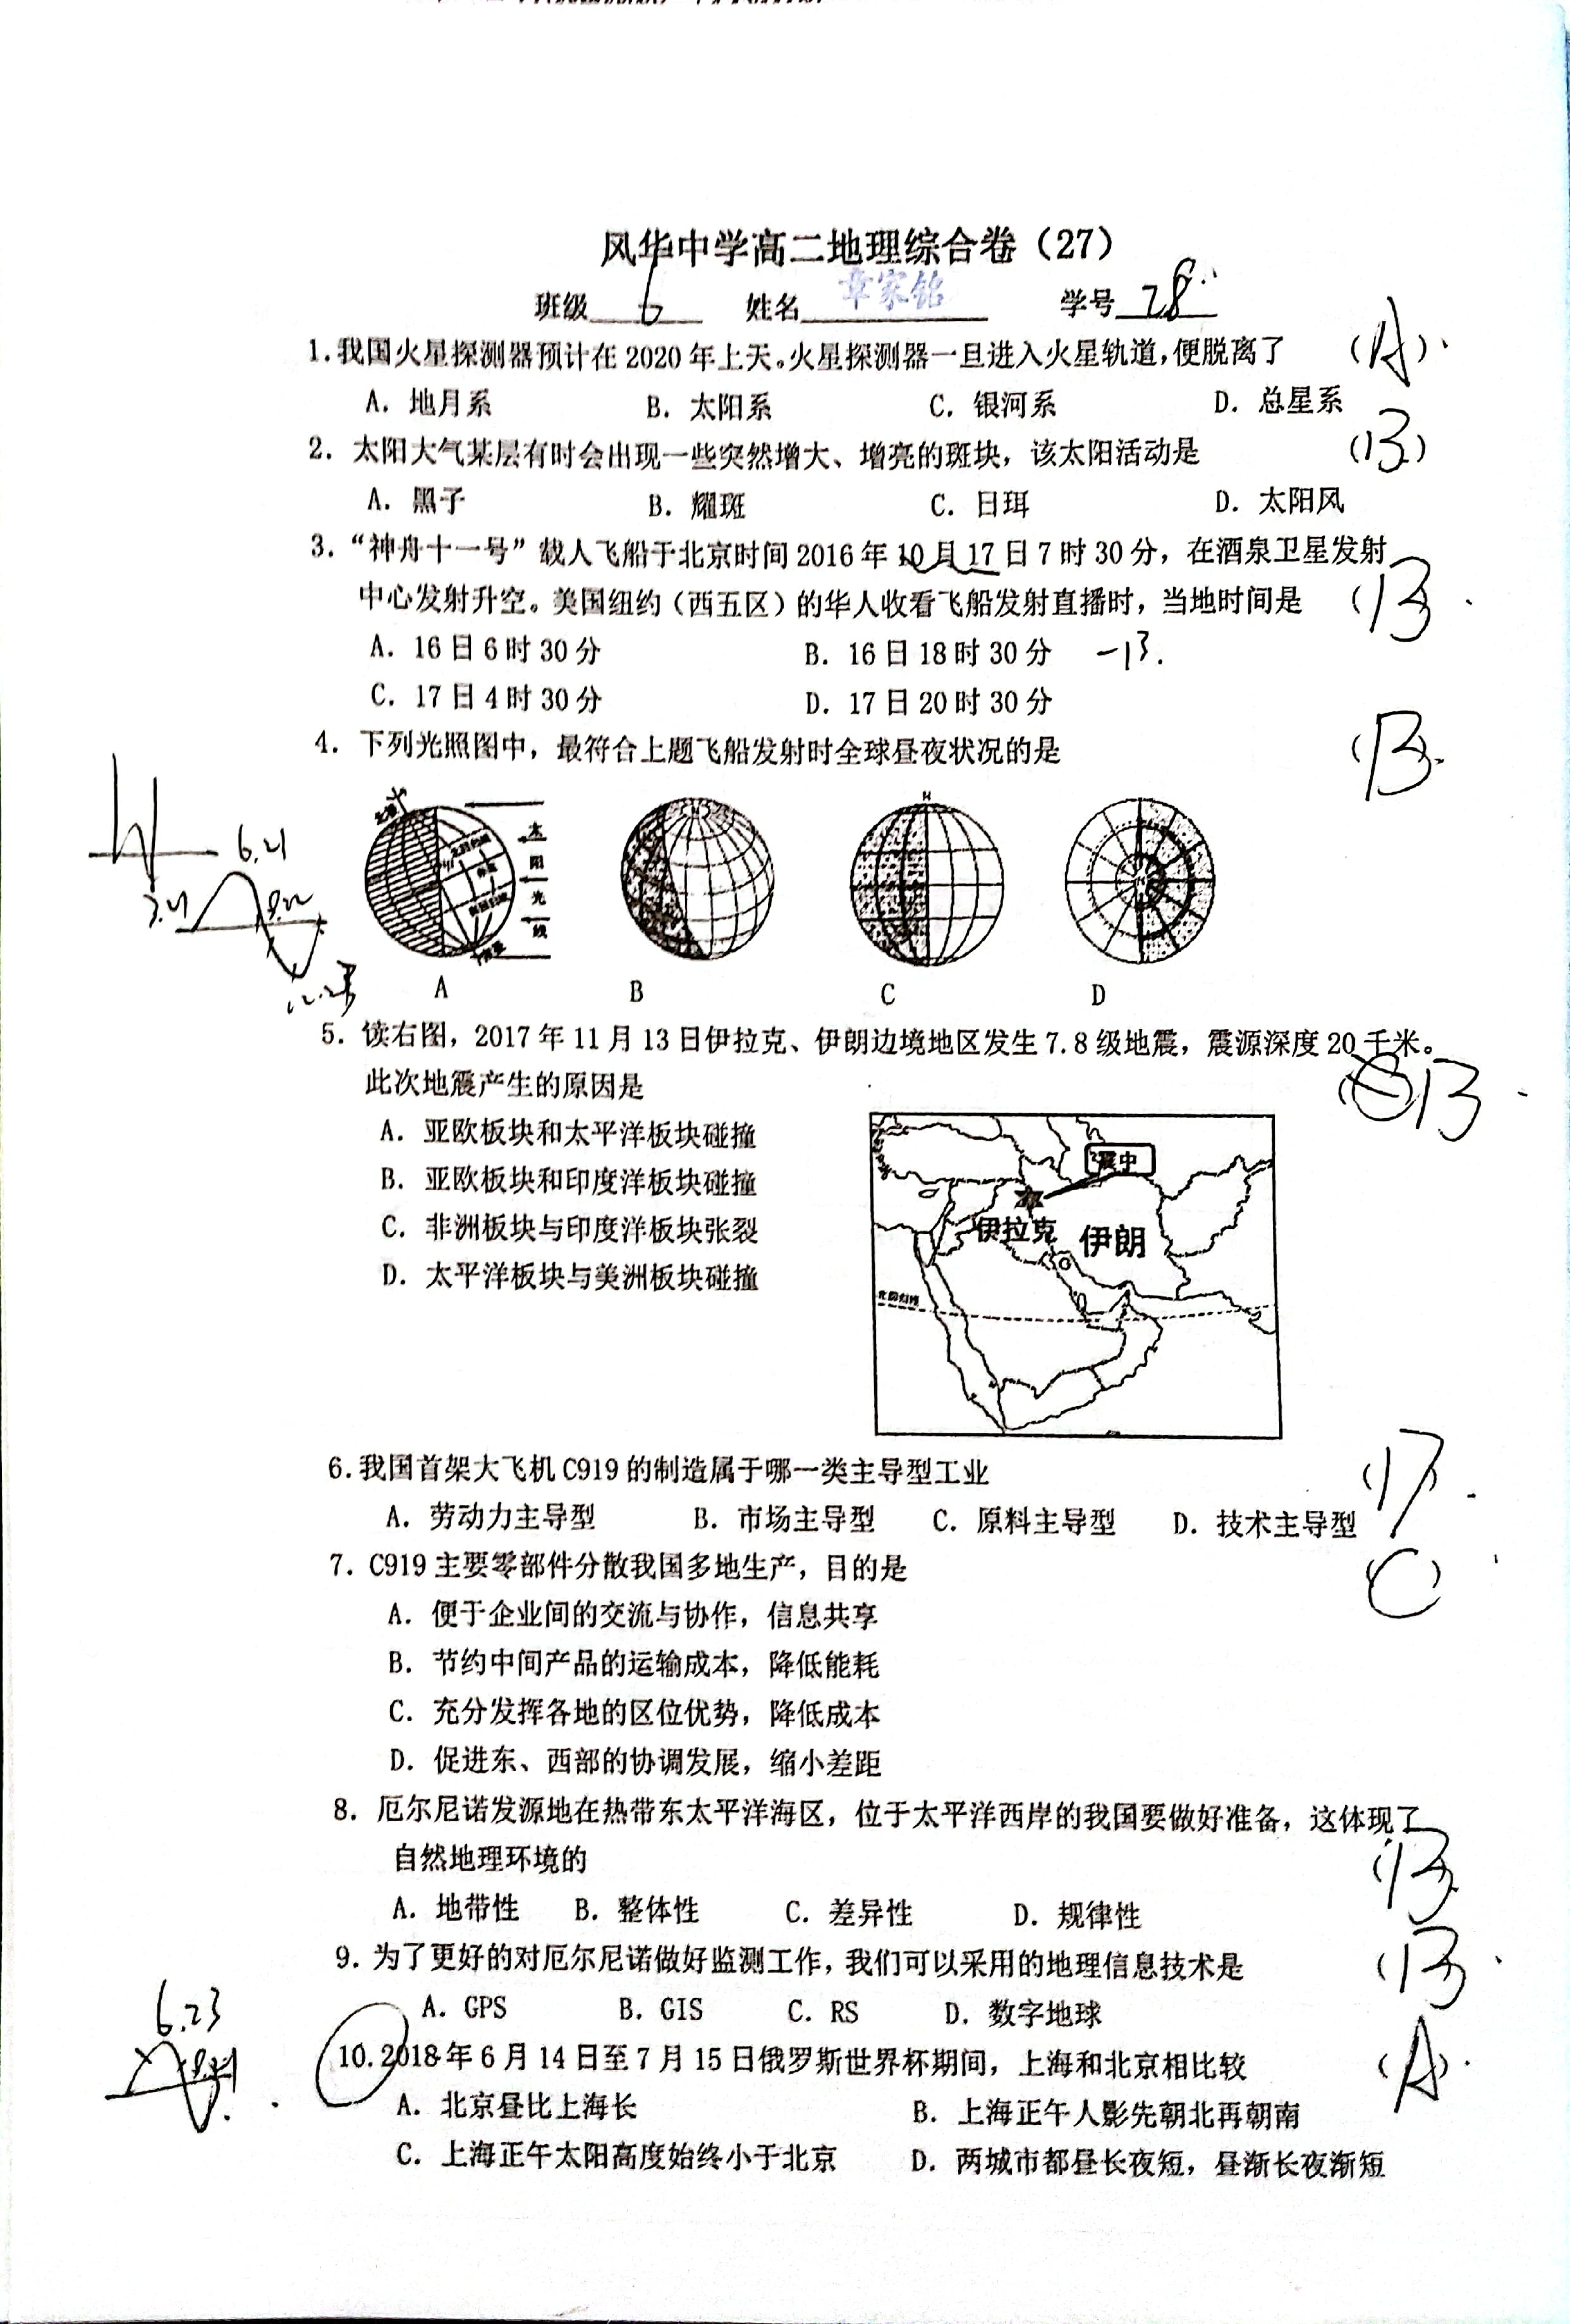 风华中学高二地理综合卷（27）
班级 6 姓名 章家铭 学号 28
1.我国火星探测器预计在2020年上天。火星探测器一旦进入火星轨道,便脱离了 (A)
A. 地月系 B. 太阳系 C. 银河系 D. 总星系
2. 太阳大气某层有时会出现一些突然增大、增亮的斑块，该太阳活动是 (B)
A. 黑子 B. 耀斑 C. 日珥 D. 太阳风
3. “神舟十一号”载人飞船于北京时间2016年10月17日7时30分，在酒泉卫星发射
中心发射升空。美国纽约（西五区）的华人收看飞船发射直播时，当地时间是 (B)
A. 16日6时30分 B. 16日18时30分 -13.
C. 17日4时30分 D. 17日20时30分
4. 下列光照图中，最符合上题飞船发射时全球昼夜状况的是 (B)
6.21
太
阳
光
线
A B C D
5. 读右图，2017年11月13日伊拉克、伊朗边境地区发生7.8级地震，震源深度20千米。
此次地震产生的原因是 B
A. 亚欧板块和太平洋板块碰撞
B. 亚欧板块和印度洋板块碰撞
C. 非洲板块与印度洋板块张裂
D. 太平洋板块与美洲板块碰撞
震中
伊拉克 伊朗
北回归线
6.我国首架大飞机C919的制造属于哪一类主导型工业 (D
A. 劳动力主导型 B. 市场主导型 C. 原料主导型 D. 技术主导型
7. C919主要零部件分散我国多地生产，目的是 C
A. 便于企业间的交流与协作，信息共享
B. 节约中间产品的运输成本，降低能耗
C. 充分发挥各地的区位优势，降低成本
D. 促进东、西部的协调发展，缩小差距
8. 厄尔尼诺发源地在热带东太平洋海区，位于太平洋西岸的我国要做好准备，这体现了
自然地理环境的 (B
A. 地带性 B. 整体性 C. 差异性 D. 规律性
9. 为了更好的对厄尔尼诺做好监测工作，我们可以采用的地理信息技术是 (B
A. GPS B. GIS C. RS D. 数字地球
6.23
10.2018年6月14日至7月15日俄罗斯世界杯期间，上海和北京相比较 (A)
A. 北京昼比上海长 B. 上海正午人影先朝北再朝南
C. 上海正午太阳高度始终小于北京 D. 两城市都昼长夜短，昼渐长夜渐短